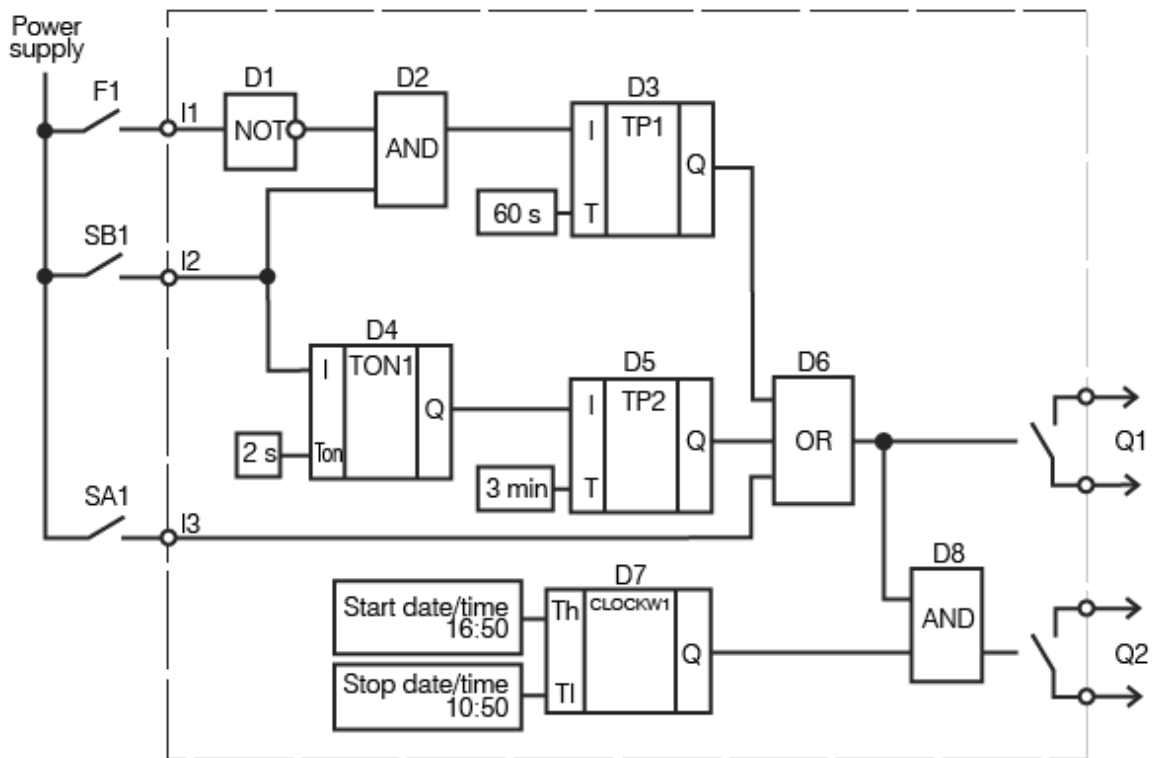 Power
supply
F1
I1
D1
NOT
D2
AND
D3
I
TP1
Q
T
60 s
SB1
I2
D4
I
TON1
Q
Ton
2 s
D5
I
TP2
Q
T
3 min
D6
OR
Q1
SA1
I3
D7
Start date/time
16:50
Th
CLOCKW1
Q
Stop date/time
10:50
Tl
D8
AND
Q2